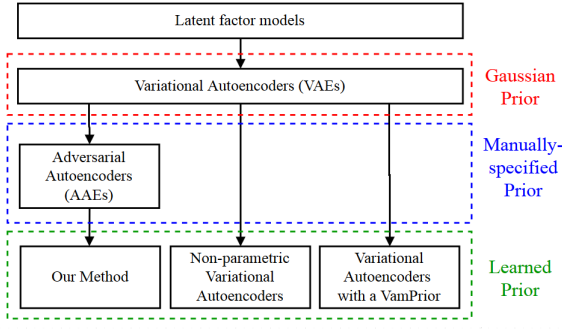 Latent factor models
Variational Autoencoders (VAEs)
Gaussian
Prior
Adversarial
Autoencoders
(AAEs)
Manually-
specified
Prior
Our Method
Non-parametric
Variational
Autoencoders
Variational
Autoencoders
with a VamPrior
Learned
Prior